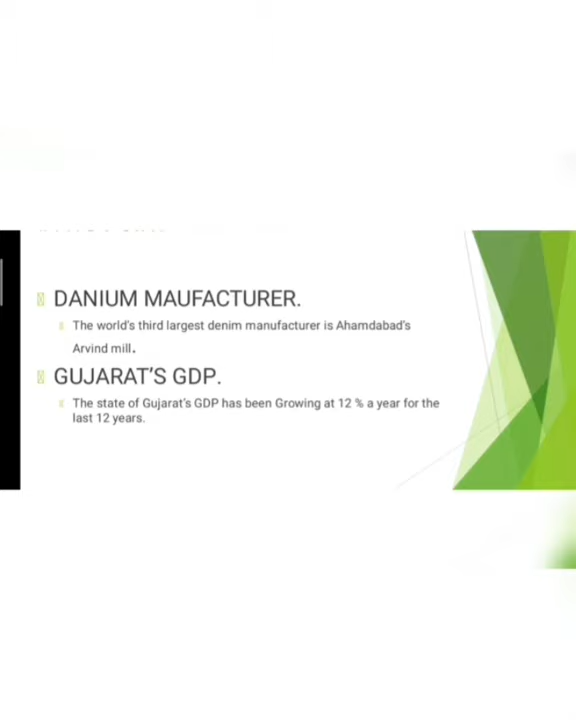 DANIUM MAUFACTURER.
The world's third largest denim manufacturer is Ahamdabad's
Arvind mill.
GUJARAT'S GDP.
The state of Gujarat's GDP has been Growing at 12 % a year for the
last 12 years.